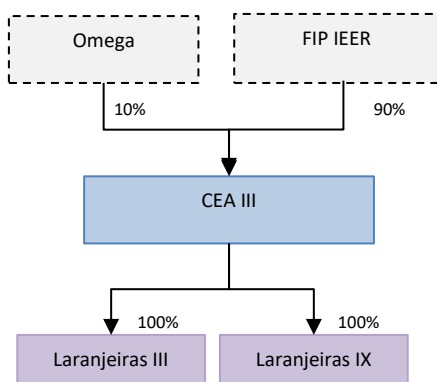 Omega
FIP IEER
10%
90%
CEA III
100%
100%
Laranjeiras III
Laranjeiras IX